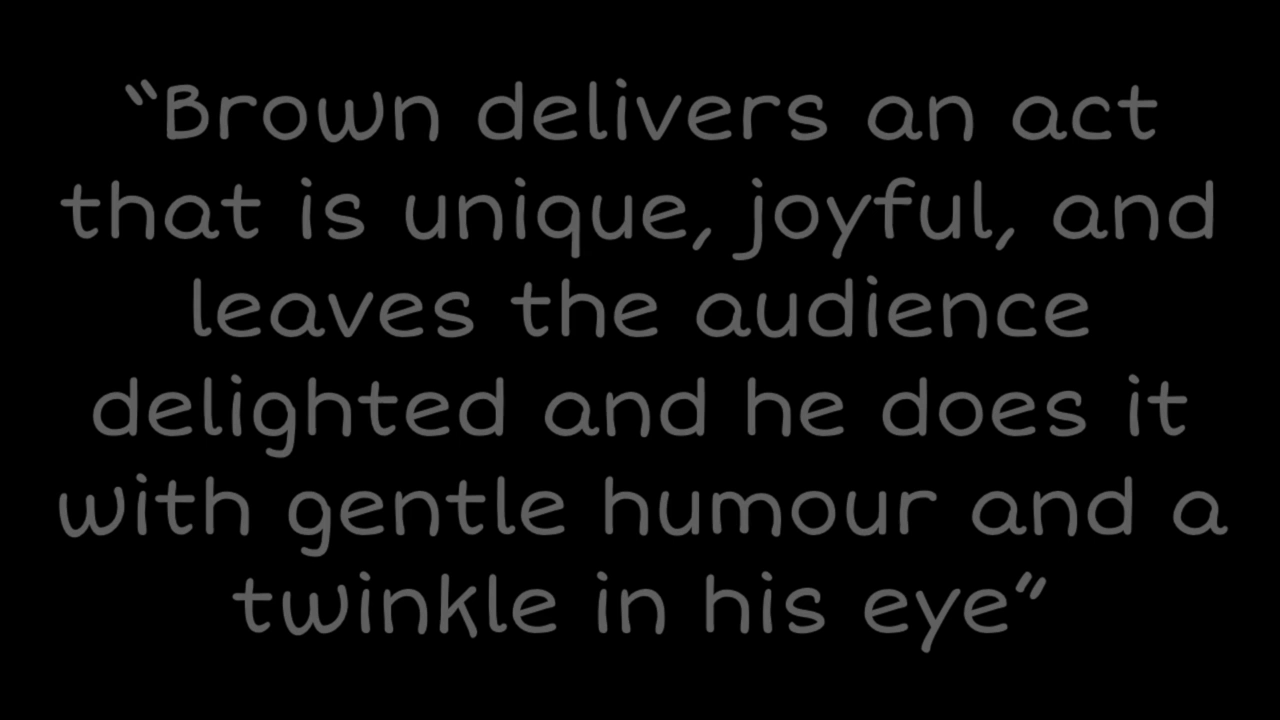 “Brown delivers an act
that is unique, joyful, and
leaves the audience
delighted and he does it
with gentle humour and a
twinkle in his eye”